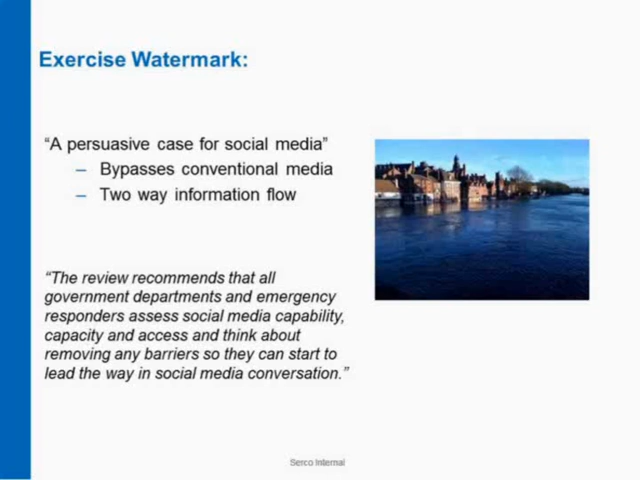 Exercise Watermark:
“A persuasive case for social media”
– Bypasses conventional media
– Two way information flow
“The review recommends that all
government departments and emergency
responders assess social media capability,
capacity and access and think about
removing any barriers so they can start to
lead the way in social media conversation.”
Serco Internal